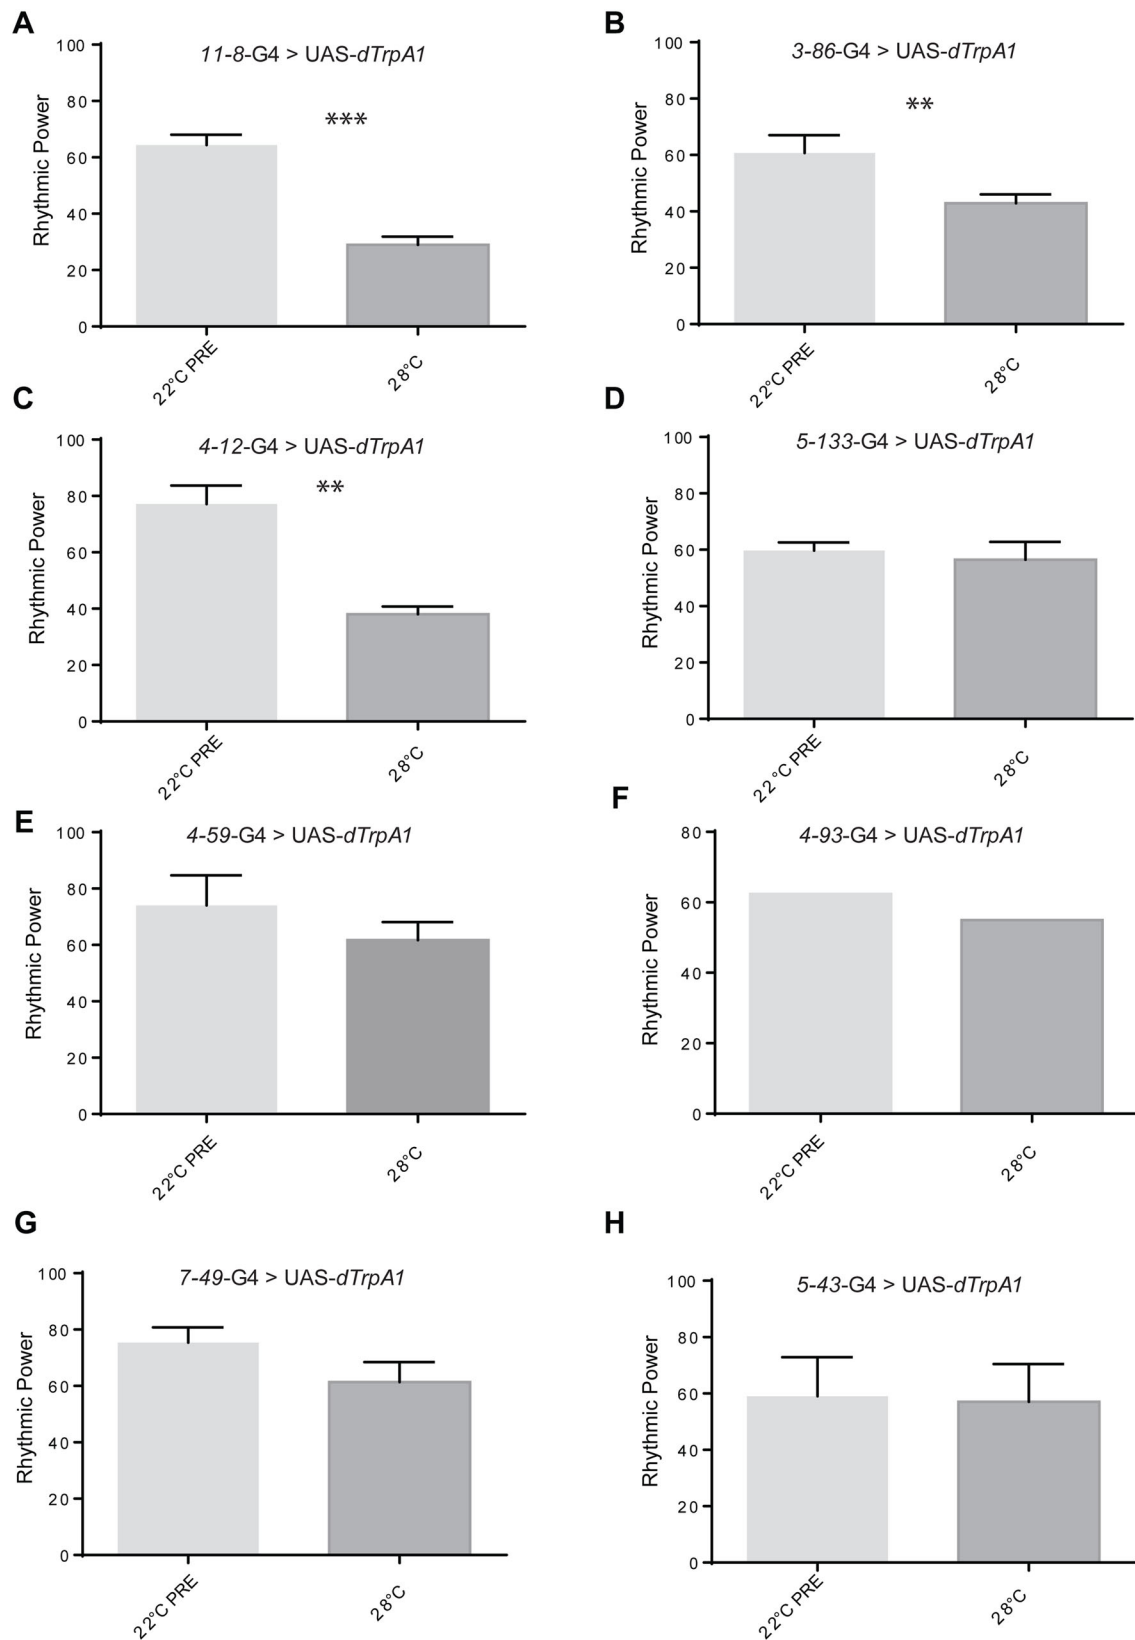 A
11-8-G4 > UAS-dTrpA1
***
Rhythmic Power
100
80
60
40
20
0
22°C PRE
28°C
B
3-86-G4 > UAS-dTrpA1
**
Rhythmic Power
100
80
60
40
20
0
22°C PRE
28°C
C
4-12-G4 > UAS-dTrpA1
**
Rhythmic Power
100
80
60
40
20
0
22°C PRE
28°C
D
5-133-G4 > UAS-dTrpA1
Rhythmic Power
100
80
60
40
20
0
22°C PRE
28°C
E
4-59-G4 > UAS-dTrpA1
Rhythmic Power
100
80
60
40
20
0
22°C PRE
28°C
F
4-93-G4 > UAS-dTrpA1
Rhythmic Power
80
60
40
20
0
22°C PRE
28°C
G
7-49-G4 > UAS-dTrpA1
Rhythmic Power
100
80
60
40
20
0
22°C PRE
28°C
H
5-43-G4 > UAS-dTrpA1
Rhythmic Power
100
80
60
40
20
0
22°C PRE
28°C